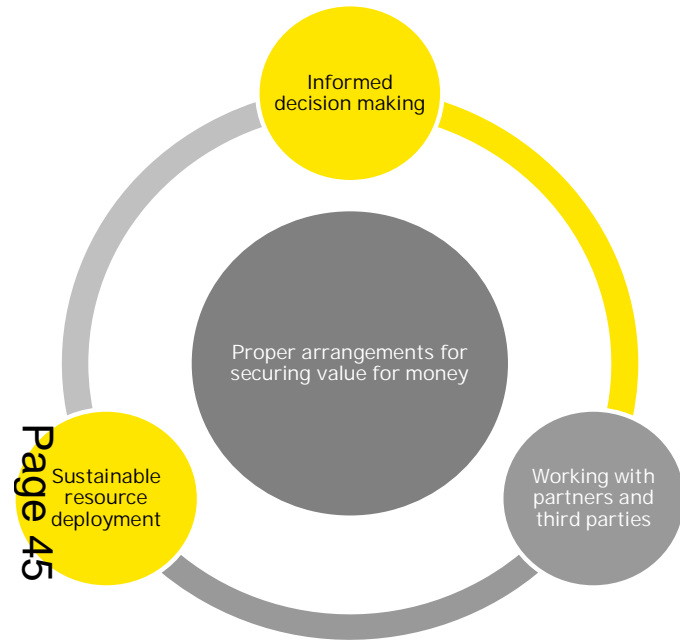 Informed
decision making
Proper arrangements for
securing value for money
Sustainable
resource
deployment
Working with
partners and
third parties
Page 45